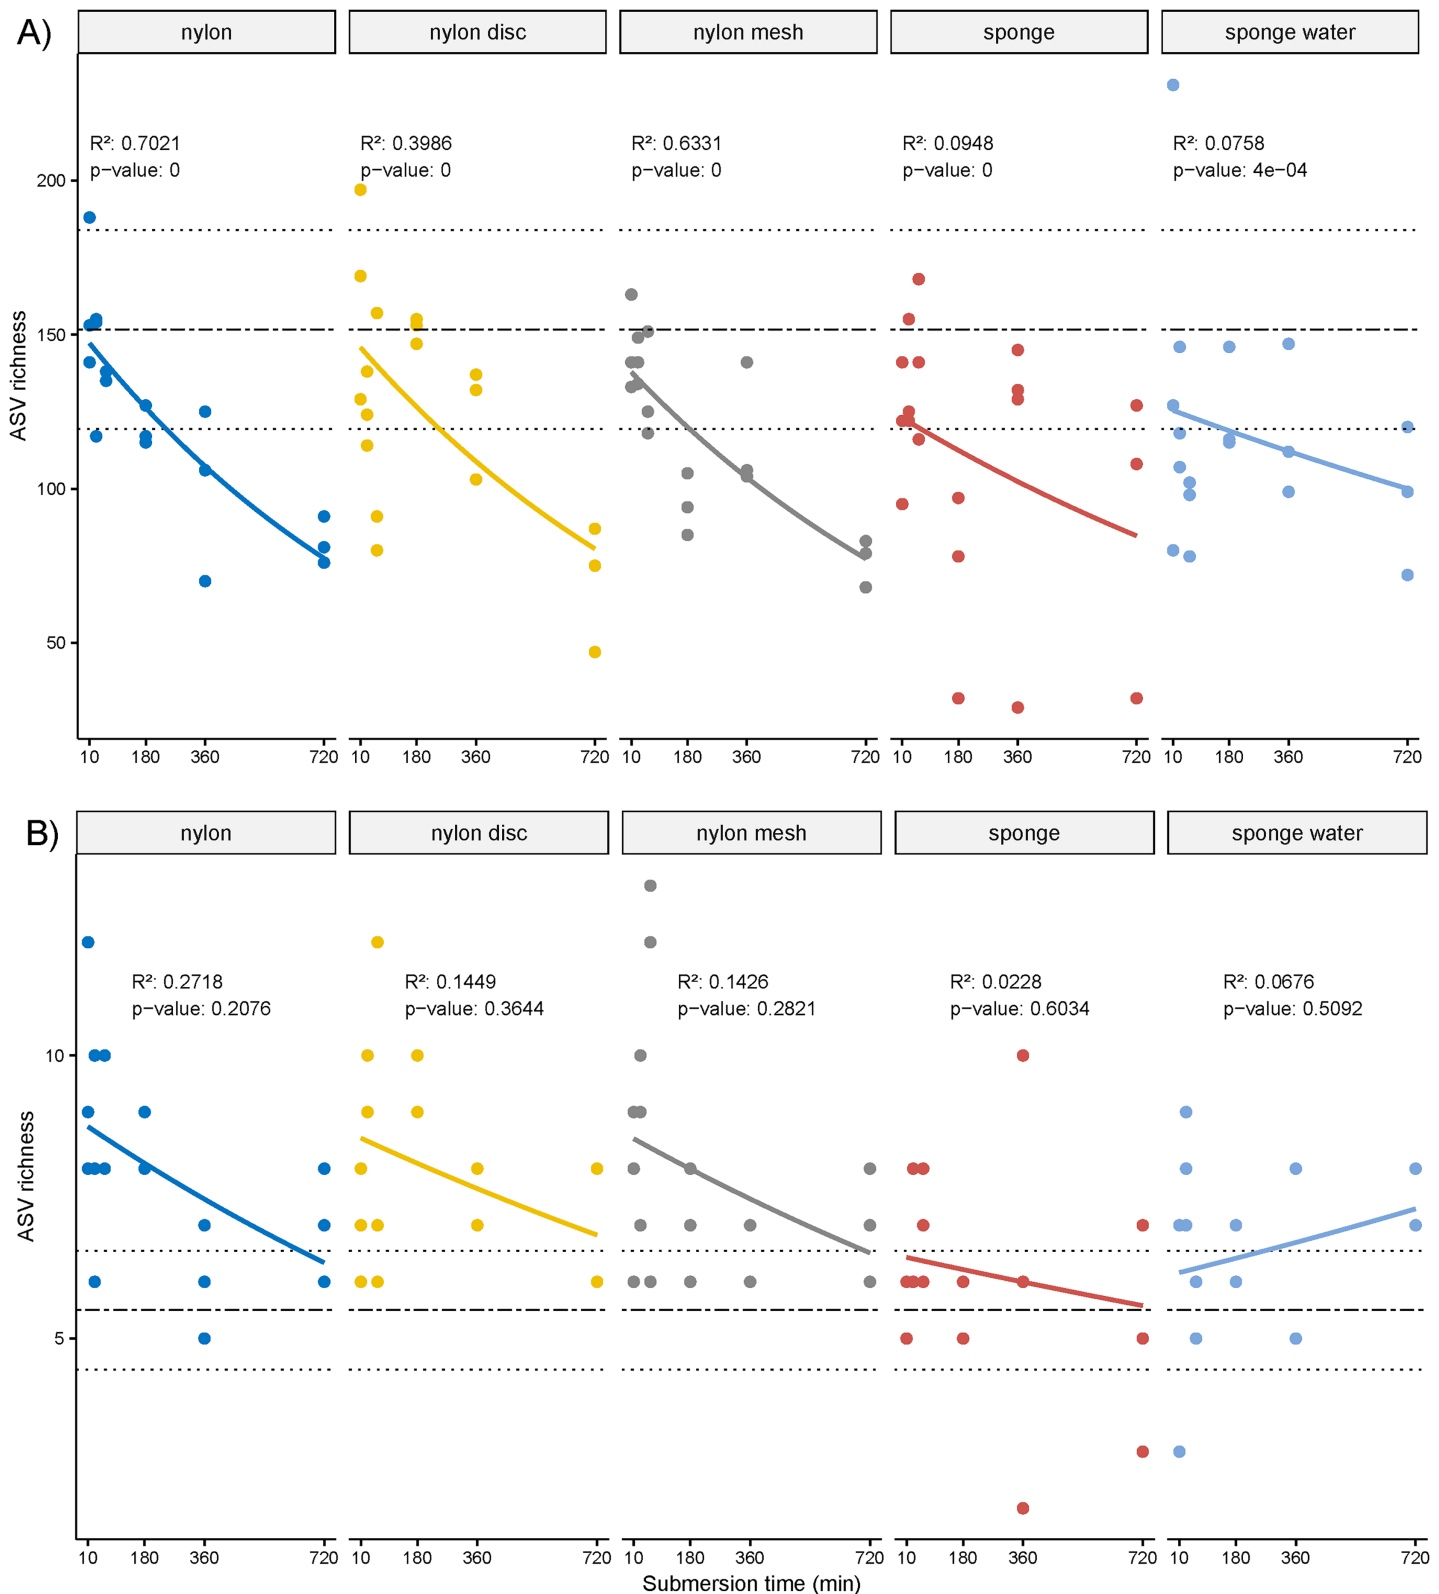 A)
nylon nylon disc nylon mesh sponge sponge water
R²: 0.7021 R²: 0.3986 R²: 0.6331 R²: 0.0948 R²: 0.0758
p−value: 0 p−value: 0 p−value: 0 p−value: 0 p−value: 4e−04
200
150
100
50
ASV richness
10 180 360 720 10 180 360 720 10 180 360 720 10 180 360 720 10 180 360 720
B)
nylon nylon disc nylon mesh sponge sponge water
R²: 0.2718 R²: 0.1449 R²: 0.1426 R²: 0.0228 R²: 0.0676
p−value: 0.2076 p−value: 0.3644 p−value: 0.2821 p−value: 0.6034 p−value: 0.5092
10
5
ASV richness
10 180 360 720 10 180 360 720 10 180 360 720 10 180 360 720 10 180 360 720
Submersion time (min)